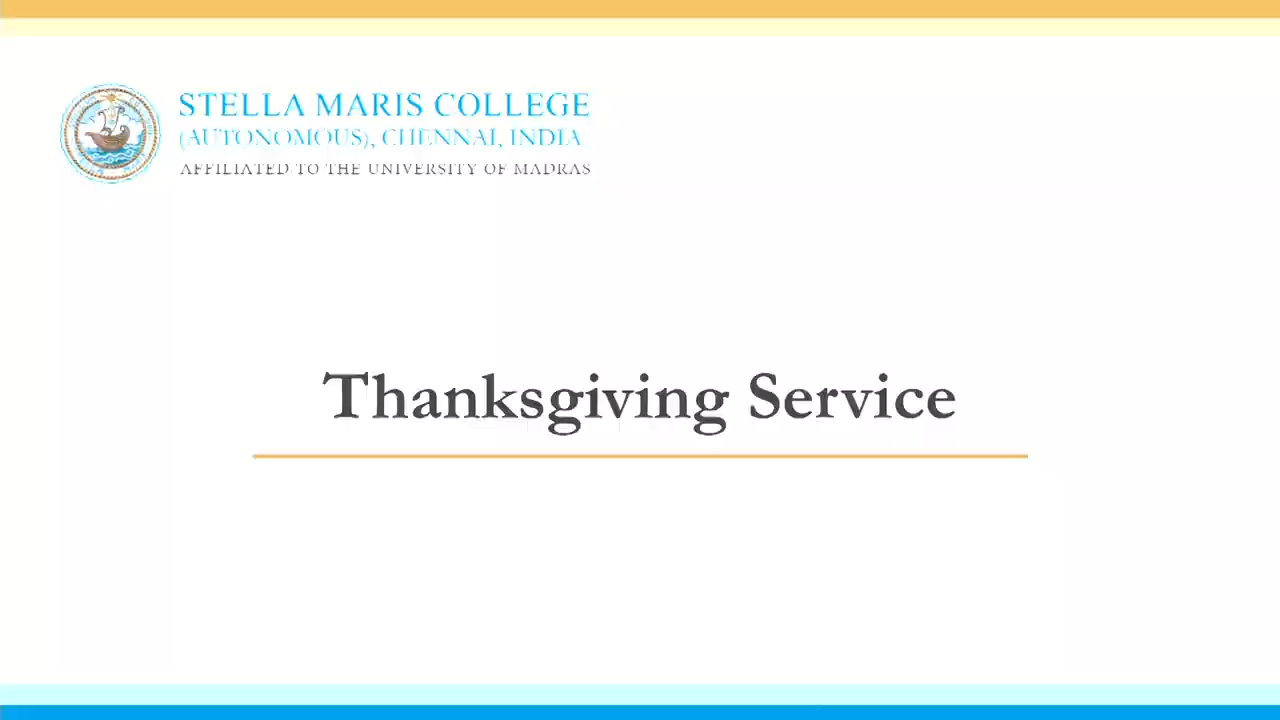 STELLA MARIS COLLEGE
(AUTONOMOUS), CHENNAI, INDIA
AFFILIATED TO THE UNIVERSITY OF MADRAS
Thanksgiving Service